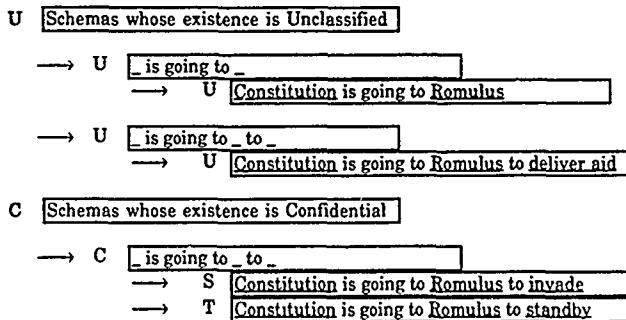 U Schemas whose existence is Unclassified
⟶ U _ is going to _
⟶ U Constitution is going to Romulus
⟶ U _ is going to _ to _
⟶ U Constitution is going to Romulus to deliver aid
C Schemas whose existence is Confidential
⟶ C _ is going to _ to _
⟶ S Constitution is going to Romulus to invade
⟶ T Constitution is going to Romulus to standby